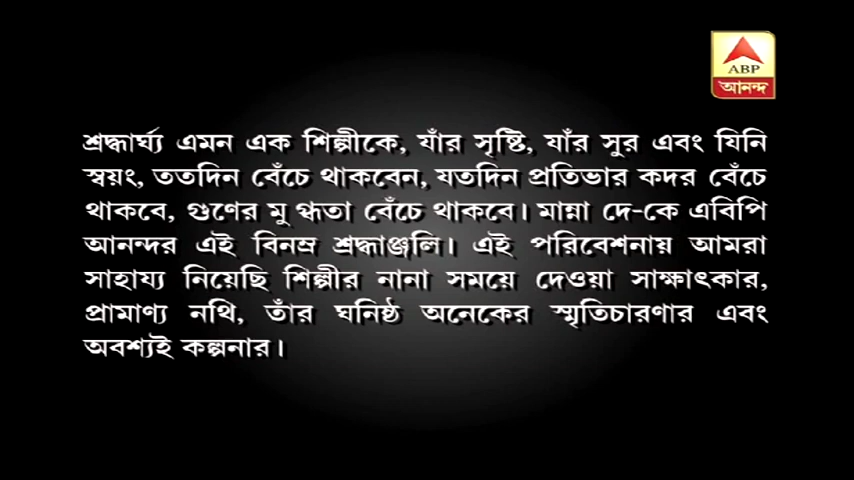 ABP
আনন্দ
শ্রদ্ধার্ঘ্য এমন এক শিল্পীকে, যাঁর সৃষ্টি, যাঁর সুর এবং যিনি
স্বয়ং, ততদিন বেঁচে থাকবেন, যতদিন প্রতিভার কদর বেঁচে
থাকবে, গুণের মু গ্ধতা বেঁচে থাকবে। মান্না দে-কে এবিপি
আনন্দর এই বিনম্র শ্রদ্ধাঞ্জলি। এই পরিবেশনায় আমরা
সাহায্য নিয়েছি শিল্পীর নানা সময়ে দেওয়া সাক্ষাৎকার,
প্রামাণ্য নথি, তাঁর ঘনিষ্ঠ অনেকের স্মৃতিচারণার এবং
অবশ্যই কল্পনার।